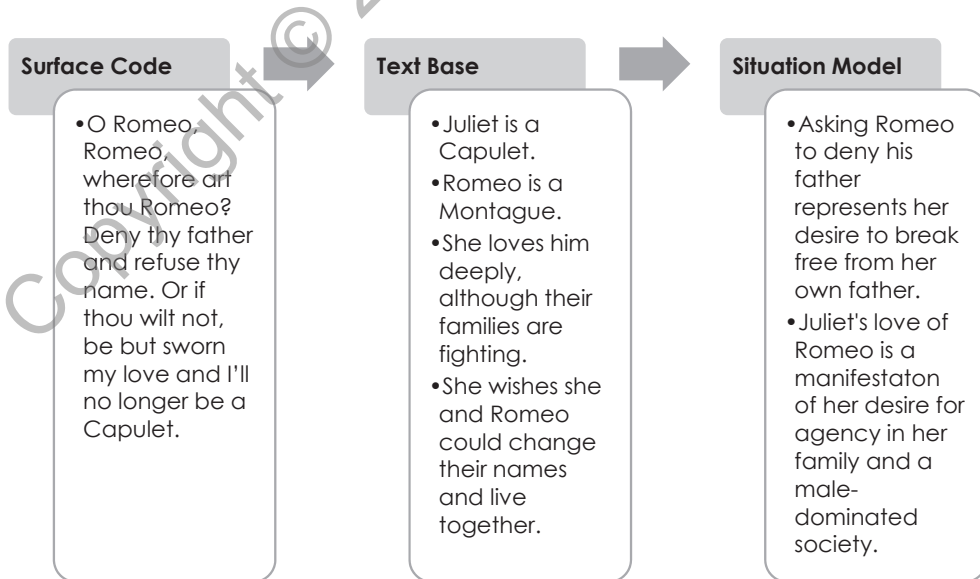 Surface Code
•O Romeo,
Romeo,
wherefore art
thou Romeo?
Deny thy father
and refuse thy
name. Or if
thou wilt not,
be but sworn
my love and I'll
no longer be a
Capulet.
Text Base
•Juliet is a
Capulet.
•Romeo is a
Montague.
•She loves him
deeply,
although their
families are
fighting.
•She wishes she
and Romeo
could change
their names
and live
together.
Situation Model
•Asking Romeo
to deny his
father
represents her
desire to break
free from her
own father.
•Juliet's love of
Romeo is a
manifestaton
of her desire for
agency in her
family and a
male-
dominated
society.
Copyright ©